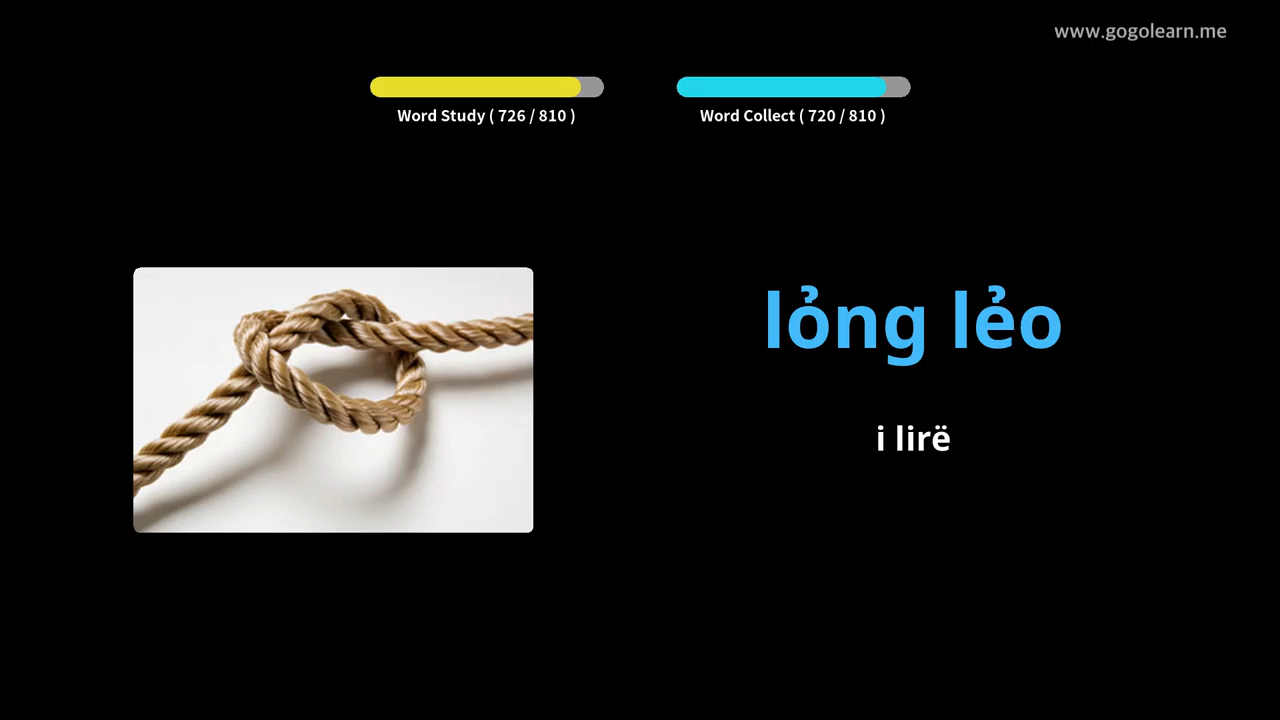 www.gogolearn.me
Word Study ( 726 / 810 )
Word Collect ( 720 / 810 )
lỏng lẻo
i lirë